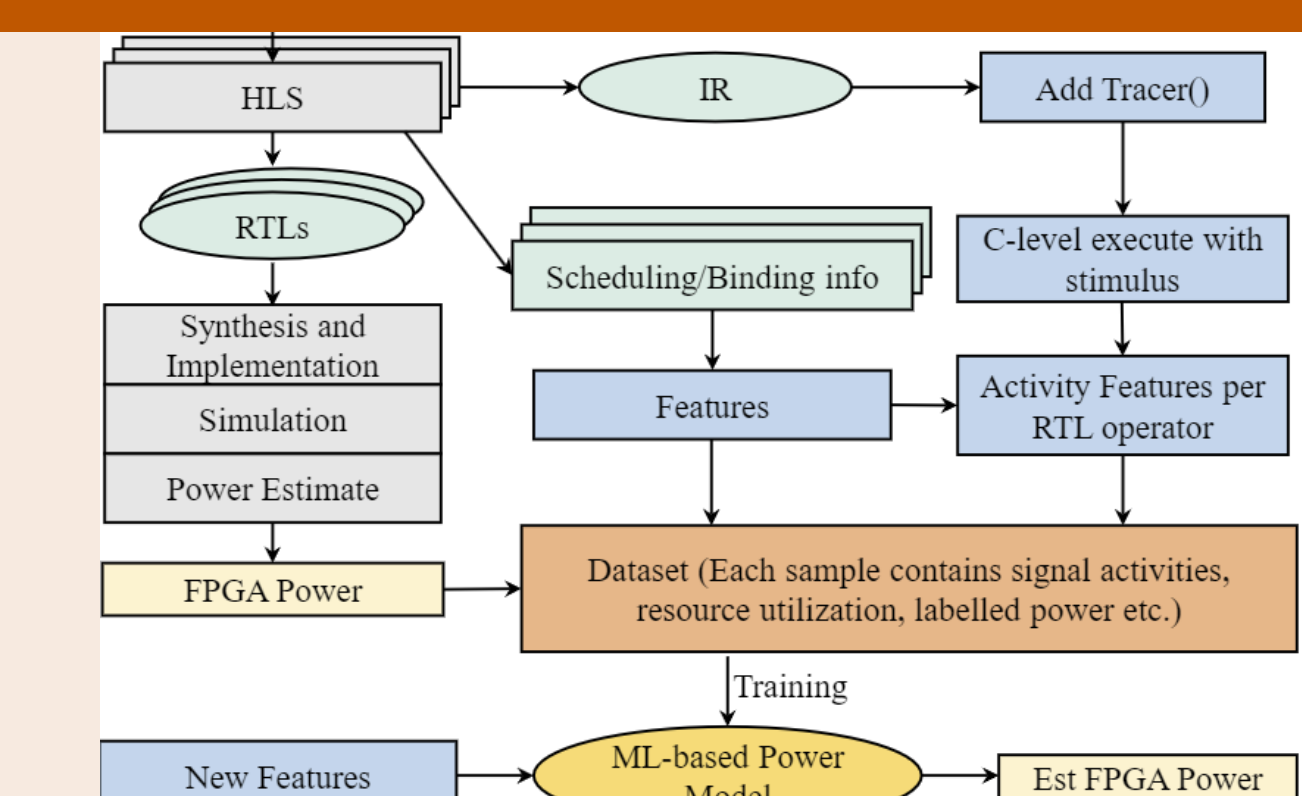 HLS
IR
Add Tracer()
RTLs
Scheduling/Binding info
C-level execute with
stimulus
Synthesis and
Implementation
Simulation
Power Estimate
Features
Activity Features per
RTL operator
FPGA Power
Dataset (Each sample contains signal activities,
resource utilization, labelled power etc.)
Training
New Features
ML-based Power
Model
Est FPGA Power